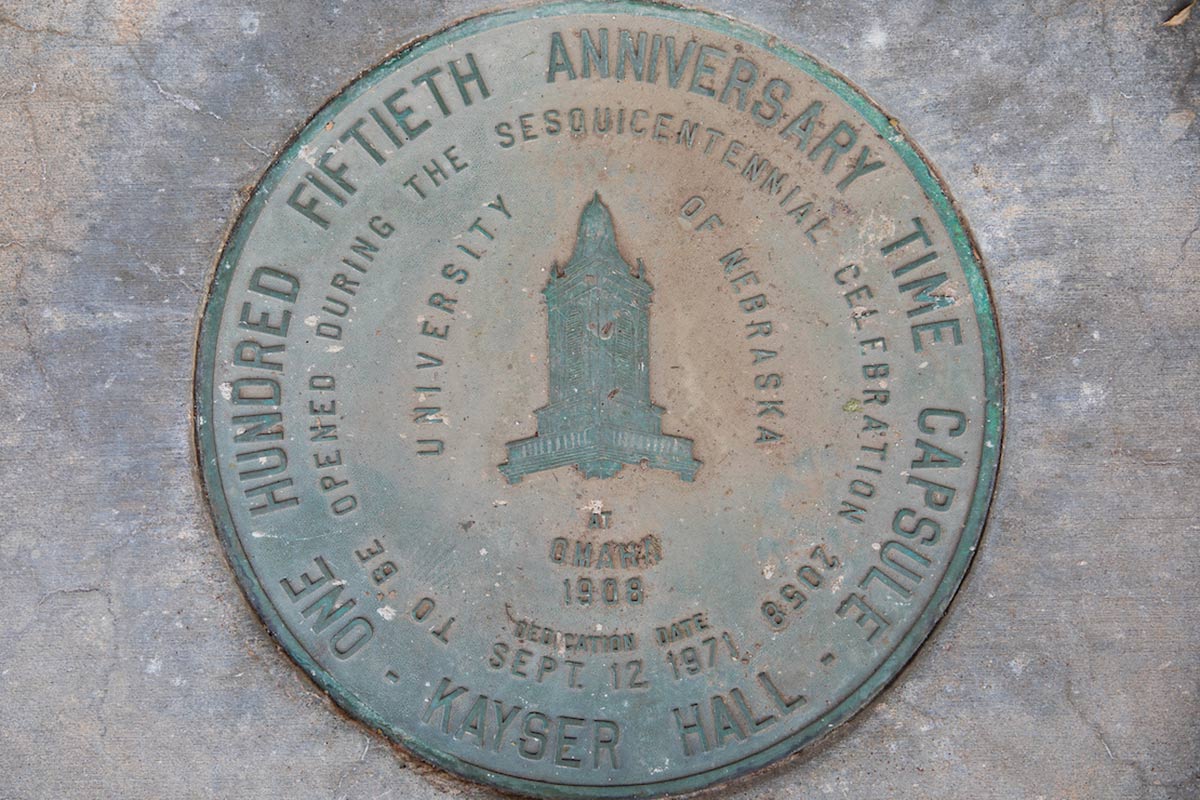 ONE HUNDRED FIFTIETH ANNIVERSARY TIME CAPSULE
- KAYSER HALL -
TO BE OPENED DURING THE SESQUICENTENNIAL CELEBRATION 2058
UNIVERSITY OF NEBRASKA
AT
OMAHA
1908
DEDICATION DATE
SEPT. 12 1971